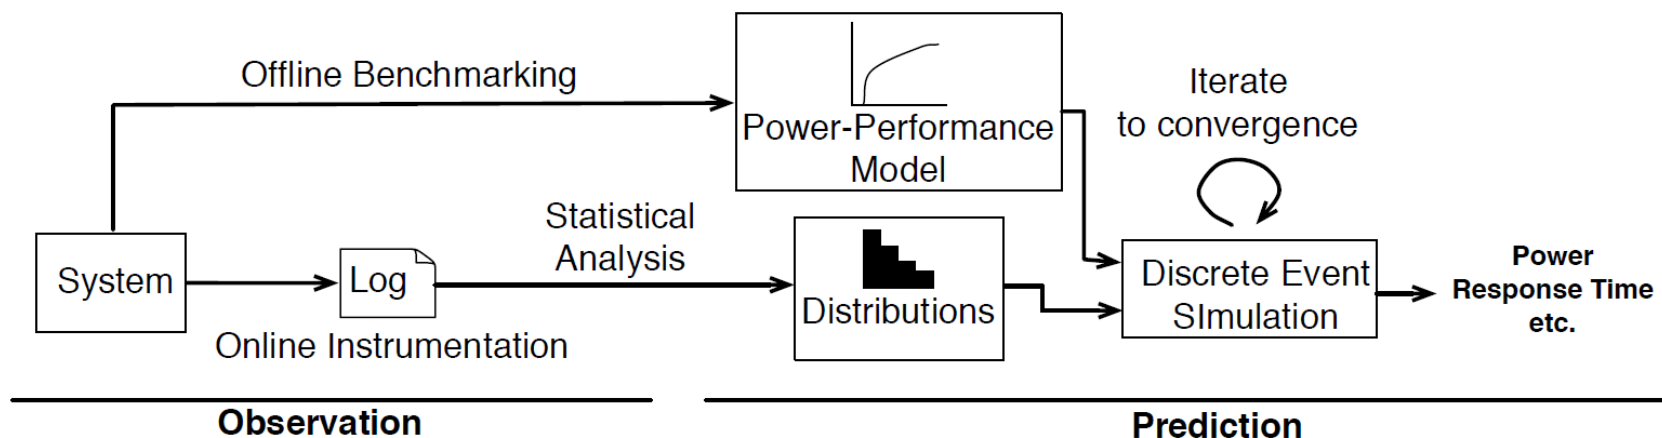 Offline Benchmarking
Power-Performance
Model
Iterate
to convergence
System
Log
Online Instrumentation
Statistical
Analysis
Distributions
Discrete Event
SImulation
Power
Response Time
etc.
Observation
Prediction